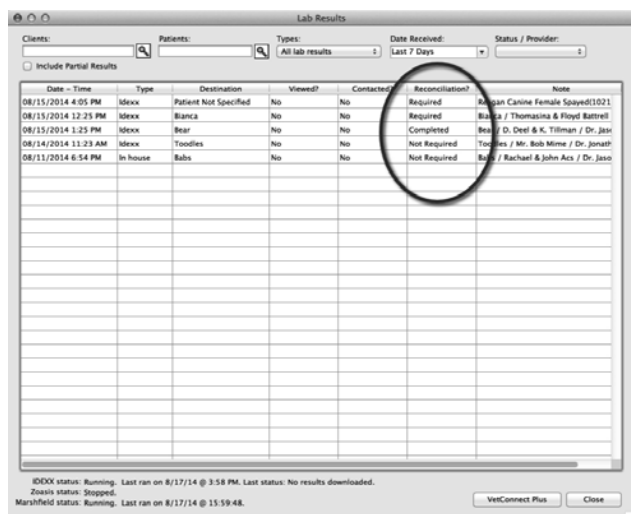 Lab Results
Clients: Patients: Types: Date Received: Status / Provider:
All lab results Last 7 Days
Include Partial Results
Date - Time Type Destination Viewed? Contacted? Reconciliation? Note
08/15/2014 4:05 PM Idexx Patient Not Specified No No Required Reagan Canine Female Spayed(1021
08/15/2014 12:25 PM Idexx Bianca No No Required Bianca / Thomasina & Floyd Battrell
08/15/2014 1:25 PM Idexx Bear No No Completed Bear / D. Deel & K. Tillman / Dr. Jaso
08/14/2014 11:23 AM Idexx Toodles No No Not Required Toodles / Mr. Bob Mime / Dr. Jonath
08/11/2014 6:54 PM In house Babs No No Not Required Babs / Rachael & John Acs / Dr. Jaso
IDEXX status: Running. Last ran on 8/17/14 @ 3:58 PM. Last status: No results downloaded.
Zoasis status: Stopped.
Marshfield status: Running. Last ran on 8/17/14 @ 15:59:48.
VetConnect Plus Close